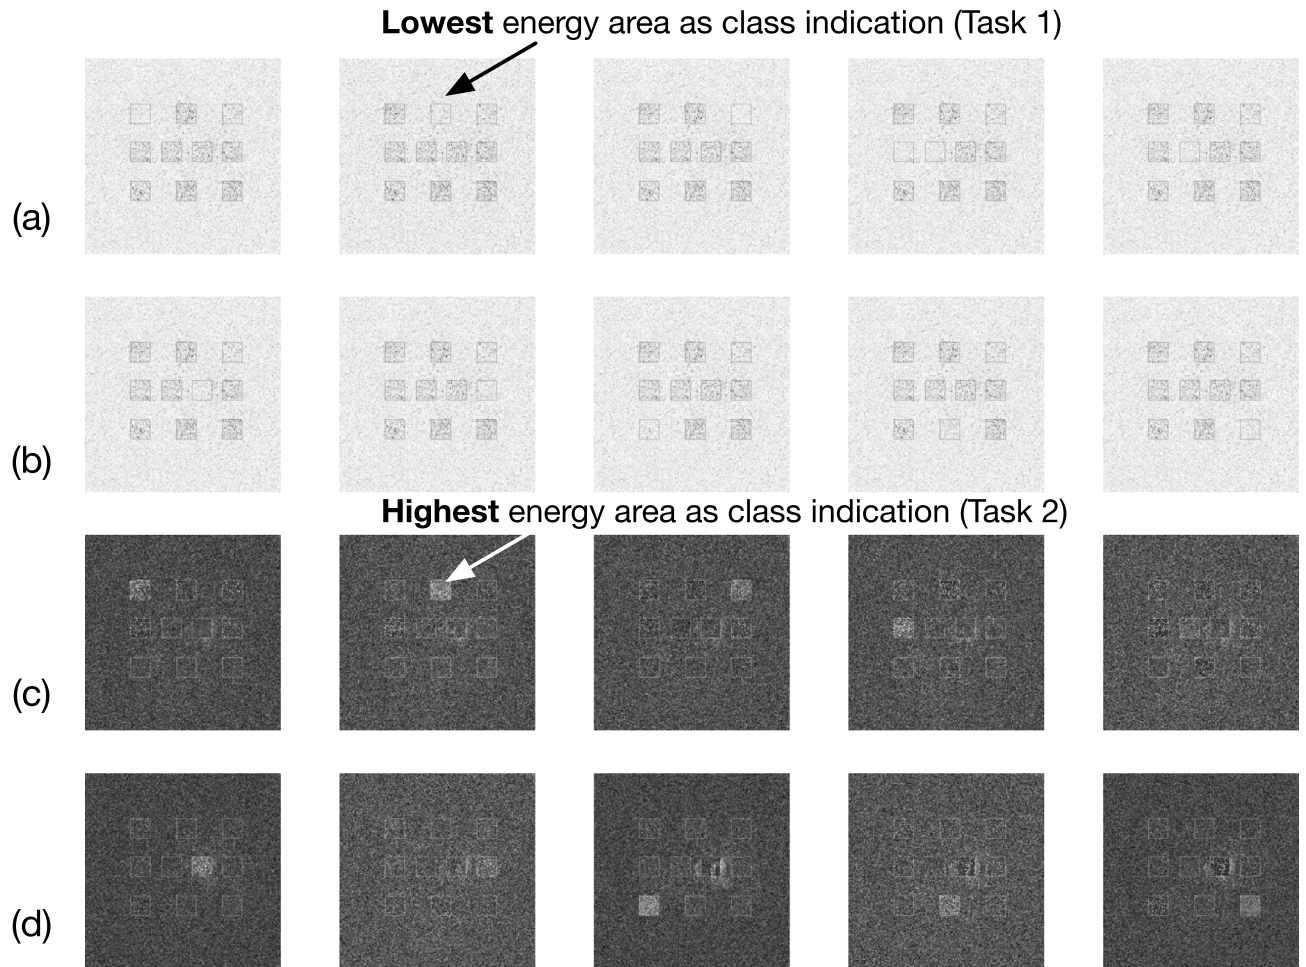 Lowest energy area as class indication (Task 1)
(a)
(b)
Highest energy area as class indication (Task 2)
(c)
(d)